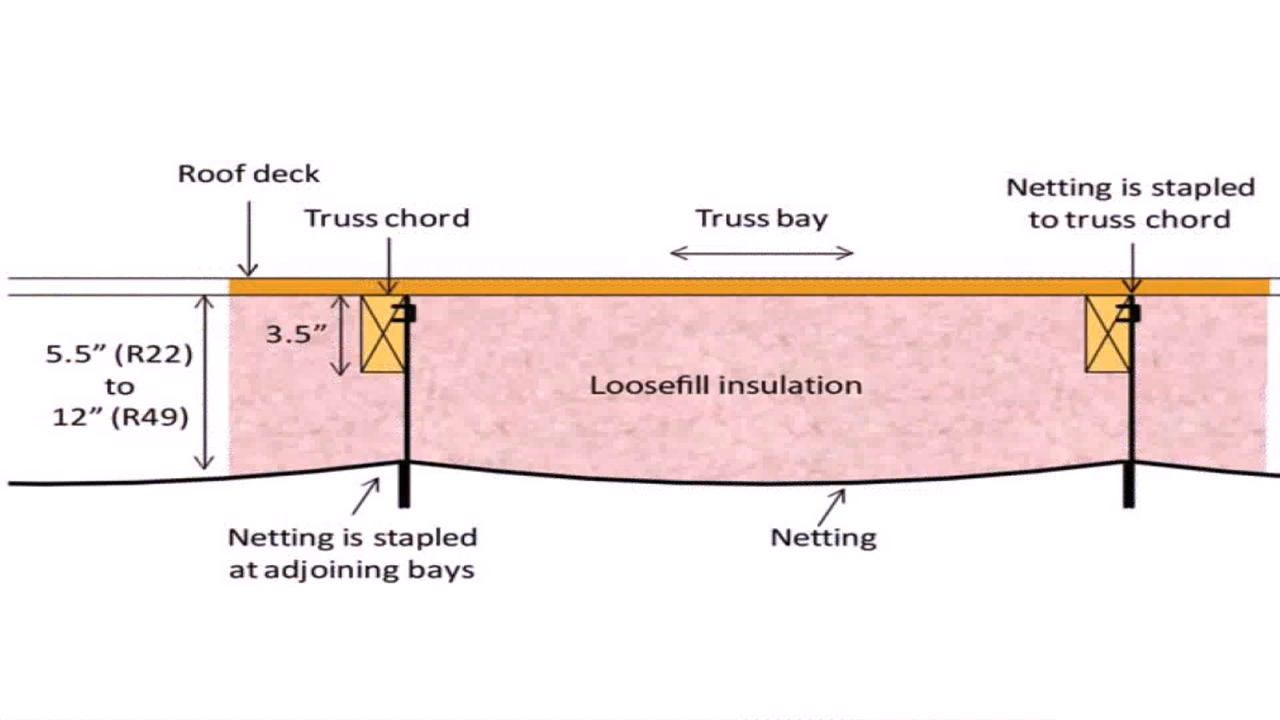 Roof deck
Truss chord
Truss bay
Netting is stapled
to truss chord
3.5”
5.5” (R22)
to
12” (R49)
Loosefill insulation
Netting is stapled
at adjoining bays
Netting